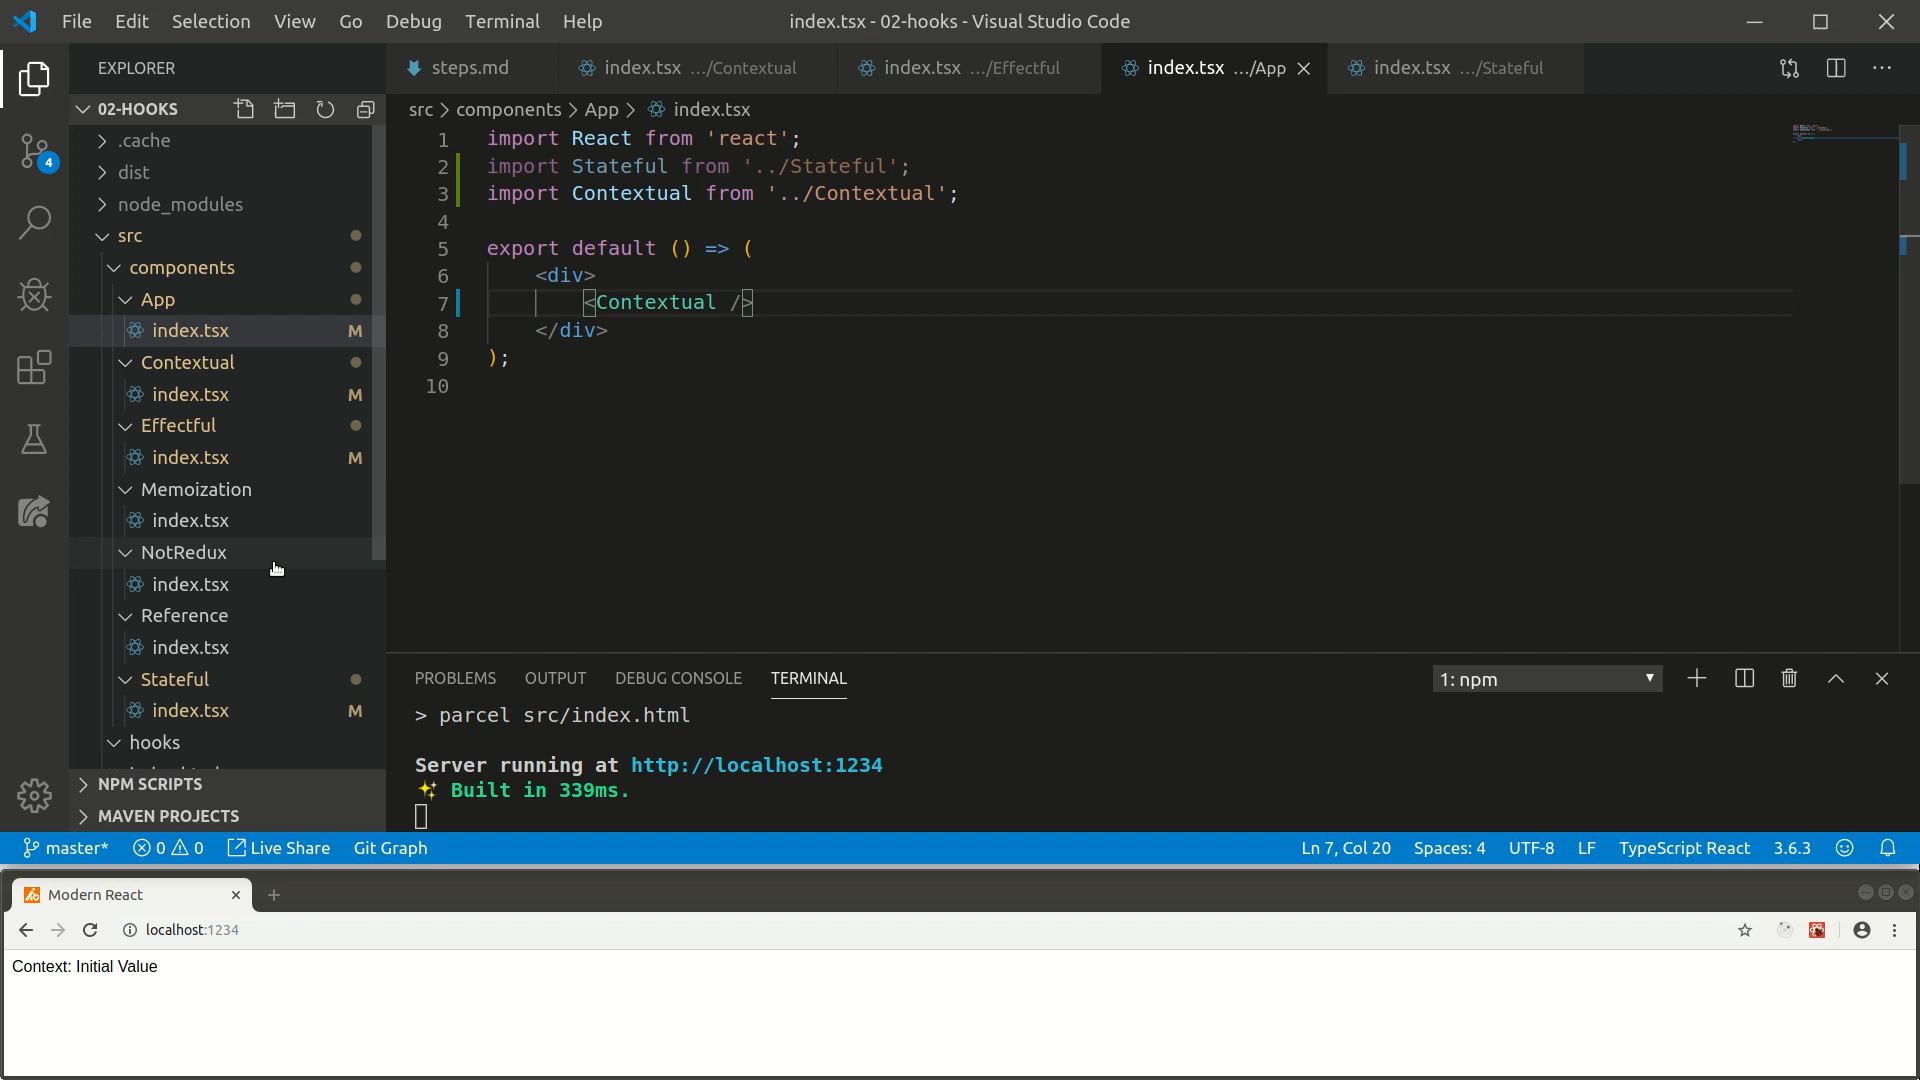 File Edit Selection View Go Debug Terminal Help
index.tsx - 02-hooks - Visual Studio Code
EXPLORER
steps.md
index.tsx .../Contextual
index.tsx .../Effectful
index.tsx .../App
index.tsx .../Stateful
02-HOOKS
src > components > App > index.tsx
4
.cache
dist
node_modules
src
components
App
index.tsx M
Contextual
index.tsx M
Effectful
index.tsx M
Memoization
index.tsx
NotRedux
index.tsx
Reference
index.tsx
Stateful
index.tsx M
hooks
NPM SCRIPTS
MAVEN PROJECTS
1 import React from 'react';
2 import Stateful from '../Stateful';
3 import Contextual from '../Contextual';
4
5 export default () => (
6 <div>
7 <Contextual />
8 </div>
9 );
10
PROBLEMS OUTPUT DEBUG CONSOLE TERMINAL
1: npm
> parcel src/index.html
Server running at http://localhost:1234
✨ Built in 339ms.
master* 0 0 Live Share Git Graph
Ln 7, Col 20 Spaces: 4 UTF-8 LF TypeScript React 3.6.3
Modern React
localhost:1234
Context: Initial Value